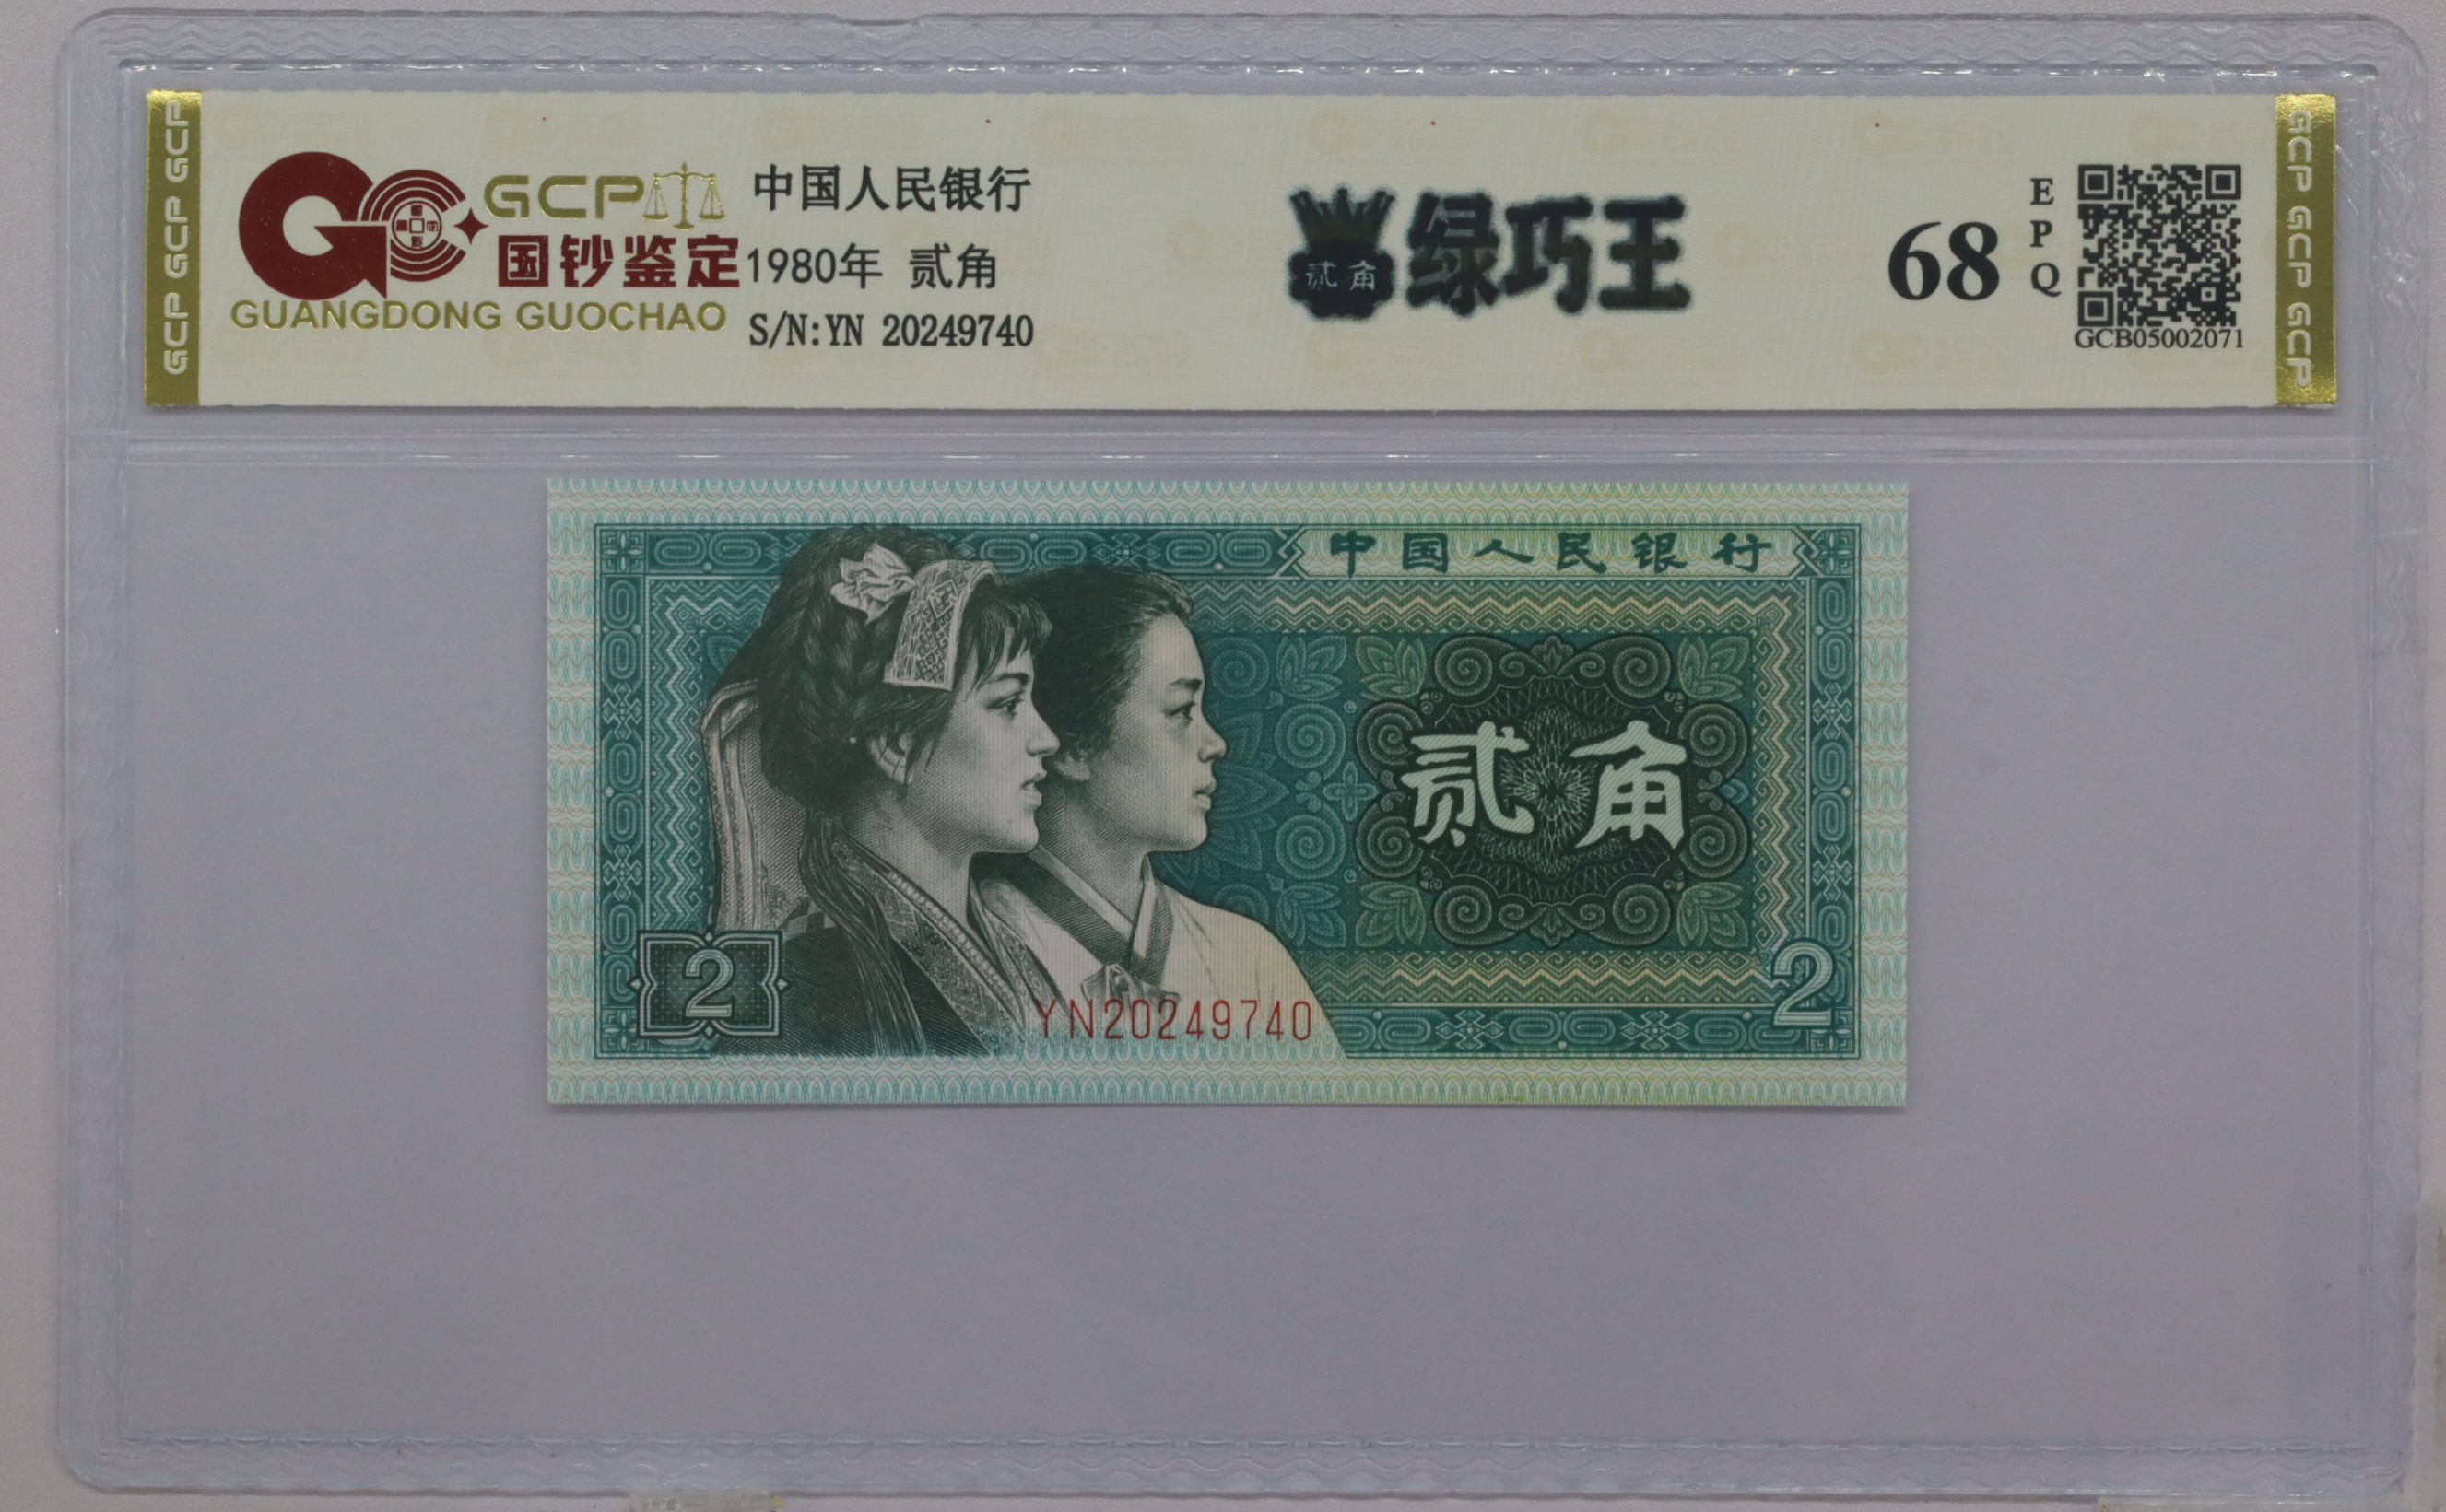 GCP GCP GCP
GCP
国钞鉴定
GUANGDONG GUOCHAO
中国人民银行
1980年 贰角
S/N:YN 20249740
贰角
绿巧王
68
EPQ
GCB05002071
GCP GCP GCP
中国人民银行
贰角
2
YN20249740
2